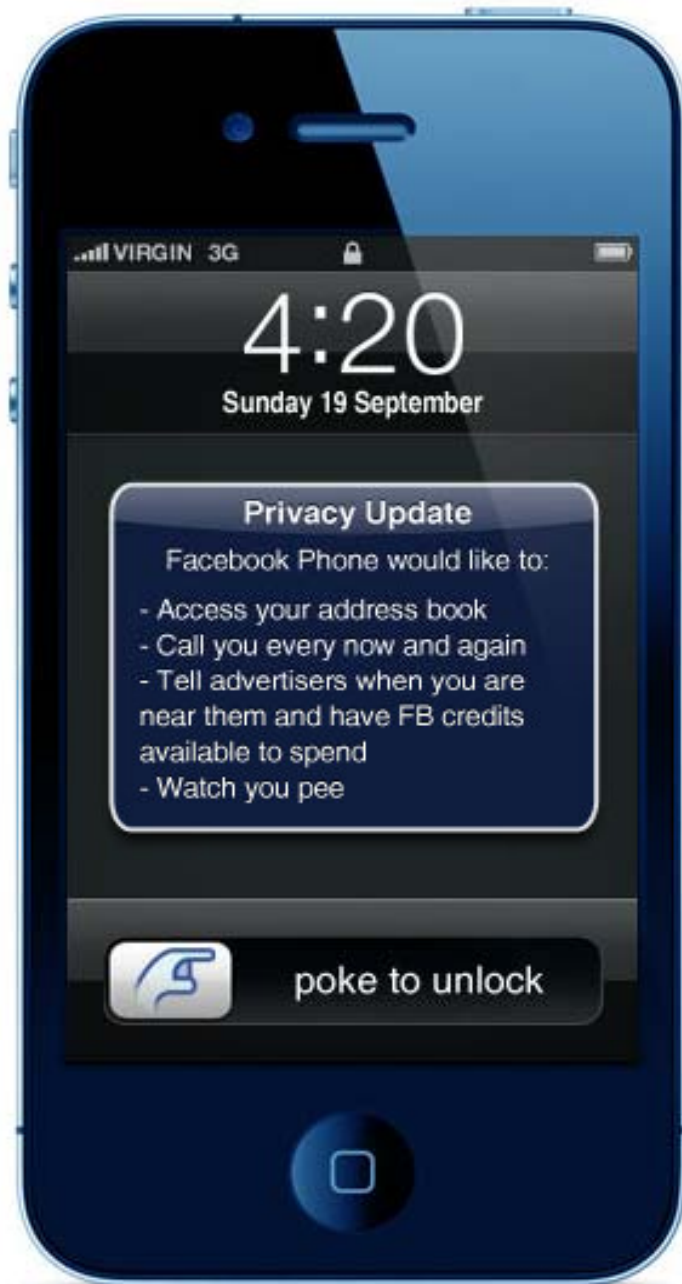 VIRGIN 3G
4:20
Sunday 19 September
Privacy Update
Facebook Phone would like to:
- Access your address book
- Call you every now and again
- Tell advertisers when you are
near them and have FB credits
available to spend
- Watch you pee
poke to unlock